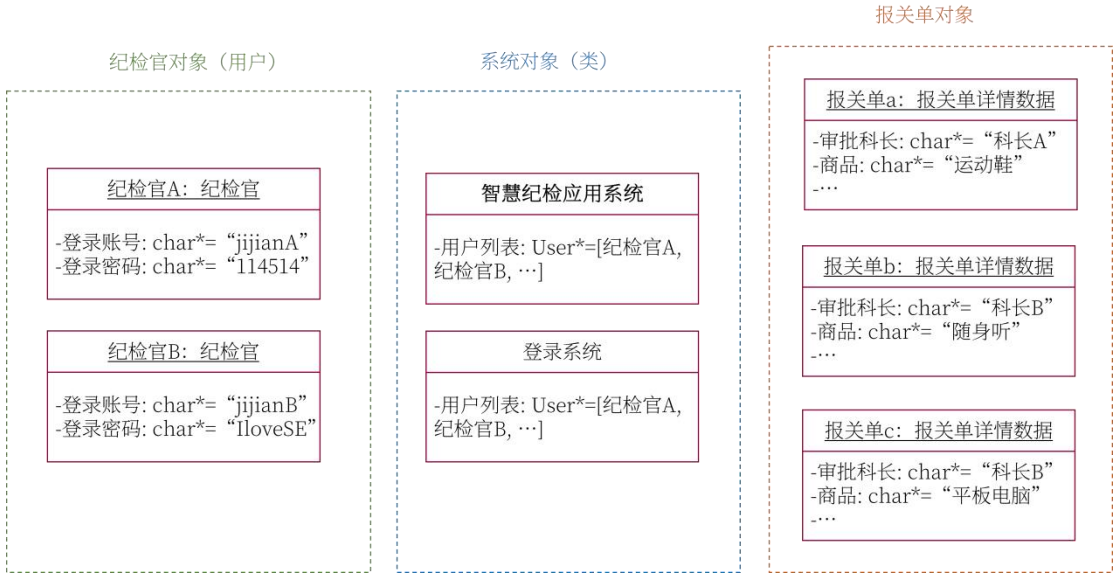 纪检官对象（用户）
纪检官A：纪检官
-登录账号: char*=“jijianA”
-登录密码: char*=“114514”
纪检官B：纪检官
-登录账号: char*=“jijianB”
-登录密码: char*=“IloveSE”
系统对象（类）
智慧纪检应用系统
-用户列表: User*=[纪检官A,
纪检官B, …]
登录系统
-用户列表: User*=[纪检官A,
纪检官B, …]
报关单对象
报关单a：报关单详情数据
-审批科长: char*=“科长A”
-商品: char*=“运动鞋”
-…
报关单b：报关单详情数据
-审批科长: char*=“科长B”
-商品: char*=“随身听”
-…
报关单c：报关单详情数据
-审批科长: char*=“科长B”
-商品: char*=“平板电脑”
-…